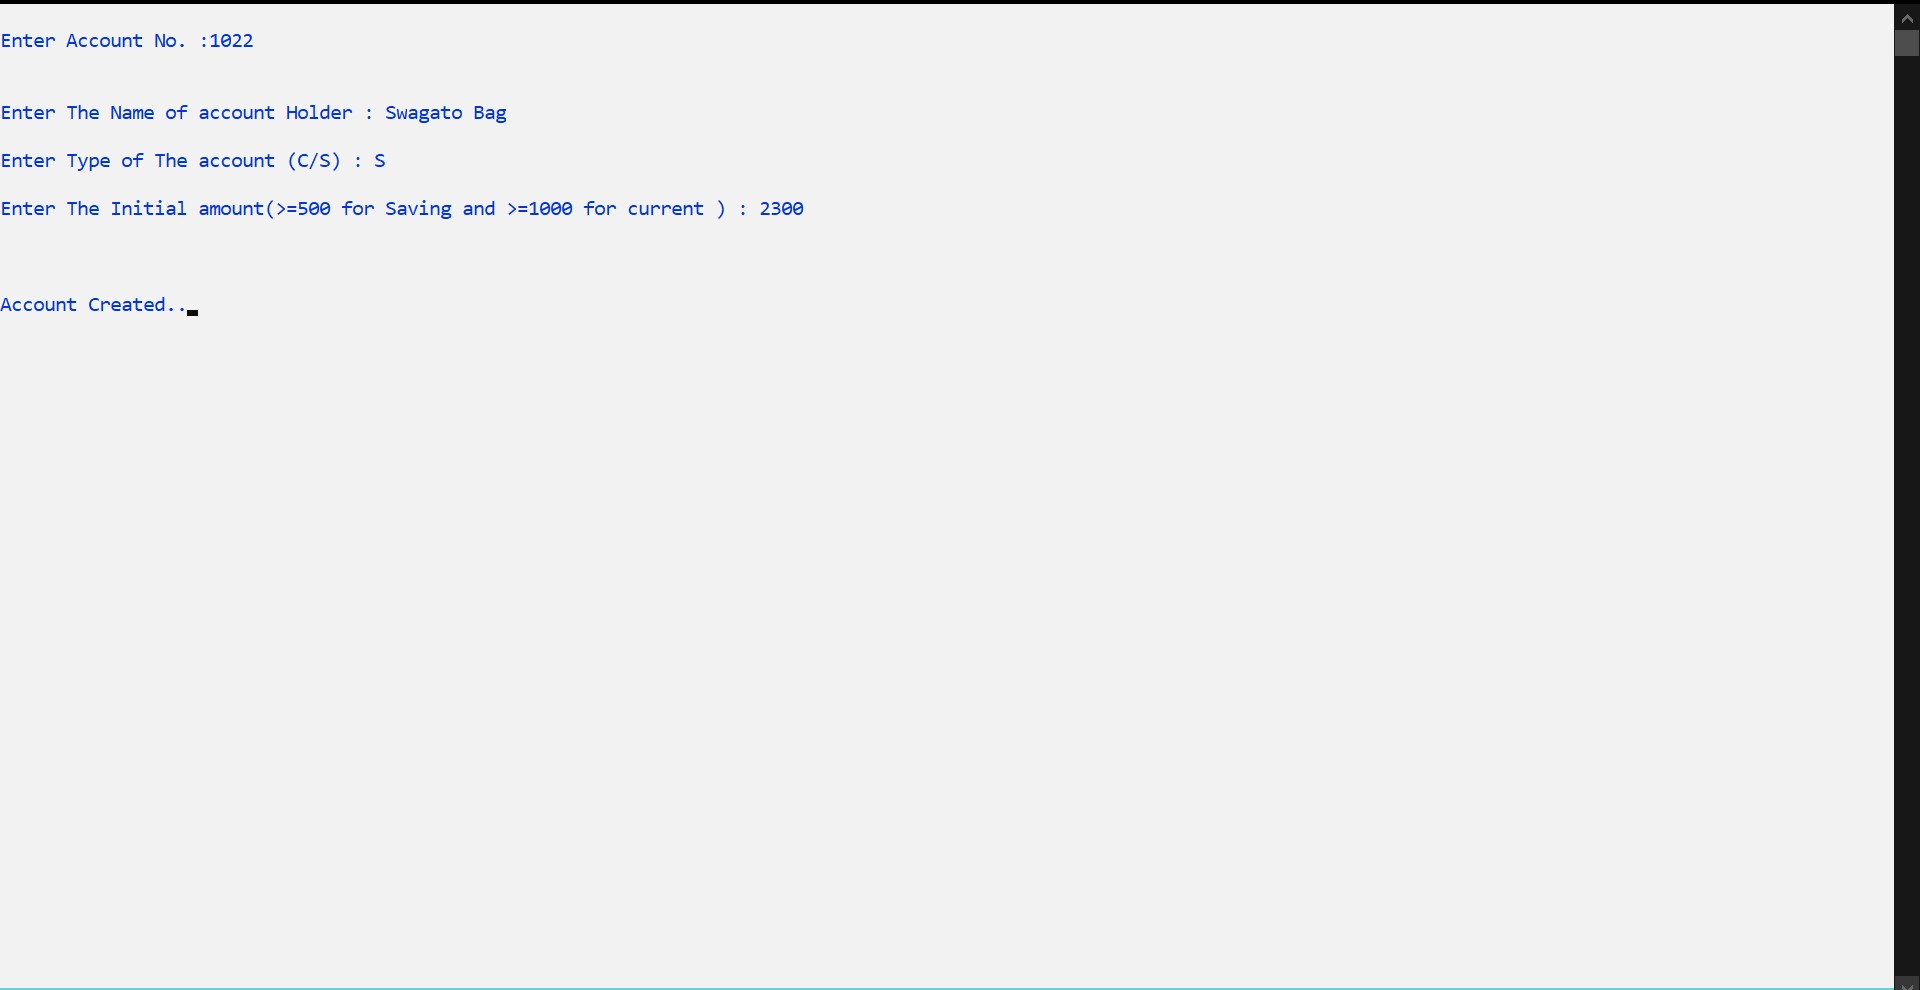 Enter Account No. :1022
Enter The Name of account Holder : Swagato Bag
Enter Type of The account (C/S) : S
Enter The Initial amount(>=500 for Saving and >=1000 for current ) : 2300
Account Created..